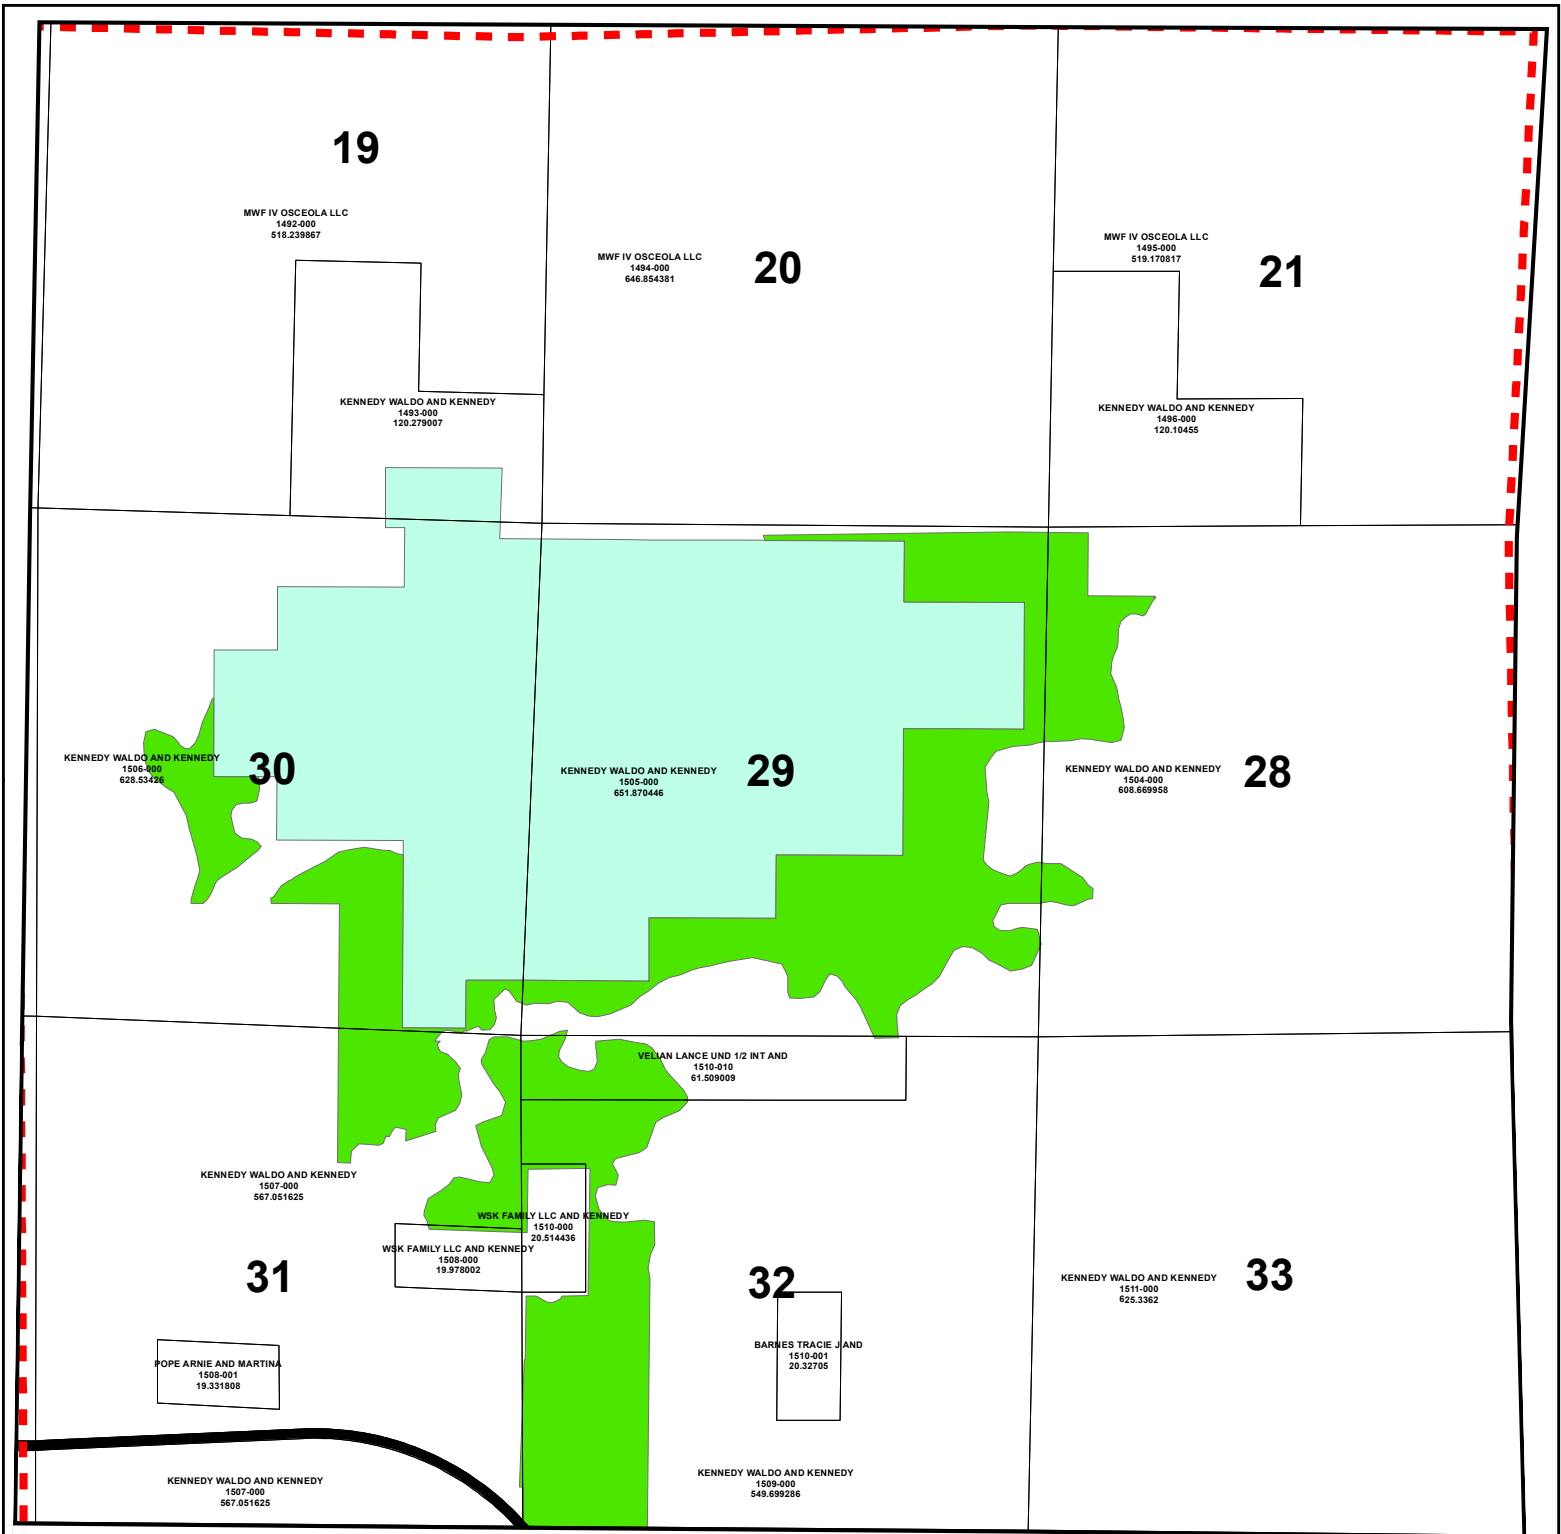 19
MWF IV OSCEOLA LLC
1492-000
518.239867
MWF IV OSCEOLA LLC
1494-000
646.854381
20
MWF IV OSCEOLA LLC
1495-000
519.170817
21
KENNEDY WALDO AND KENNEDY
1493-000
120.279007
KENNEDY WALDO AND KENNEDY
1496-000
120.10455
KENNEDY WALDO AND KENNEDY
1506-000
628.53426
30
KENNEDY WALDO AND KENNEDY
1505-000
651.870446
29
KENNEDY WALDO AND KENNEDY
1504-000
608.669958
28
VELIAN LANCE UND 1/2 INT AND
1510-010
61.509009
KENNEDY WALDO AND KENNEDY
1507-000
567.051625
WSK FAMILY LLC AND KENNEDY
1510-000
20.514436
WSK FAMILY LLC AND KENNEDY
1508-000
19.978002
31
32
KENNEDY WALDO AND KENNEDY
1511-000
625.3362
33
POPE ARNIE AND MARTINA
1508-001
19.331808
BARNES TRACIE J AND
1510-001
20.32705
KENNEDY WALDO AND KENNEDY
1507-000
567.051625
KENNEDY WALDO AND KENNEDY
1509-000
549.699286